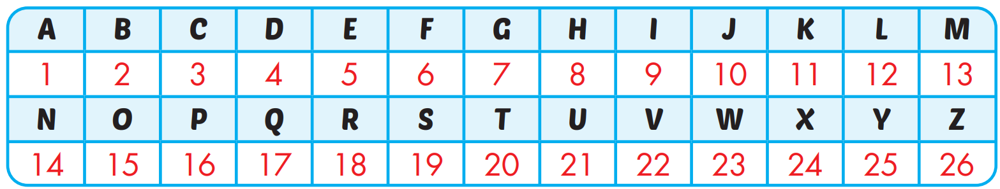 A B C D E F G H I J K L M
1 2 3 4 5 6 7 8 9 10 11 12 13
N O P Q R S T U V W X Y Z
14 15 16 17 18 19 20 21 22 23 24 25 26